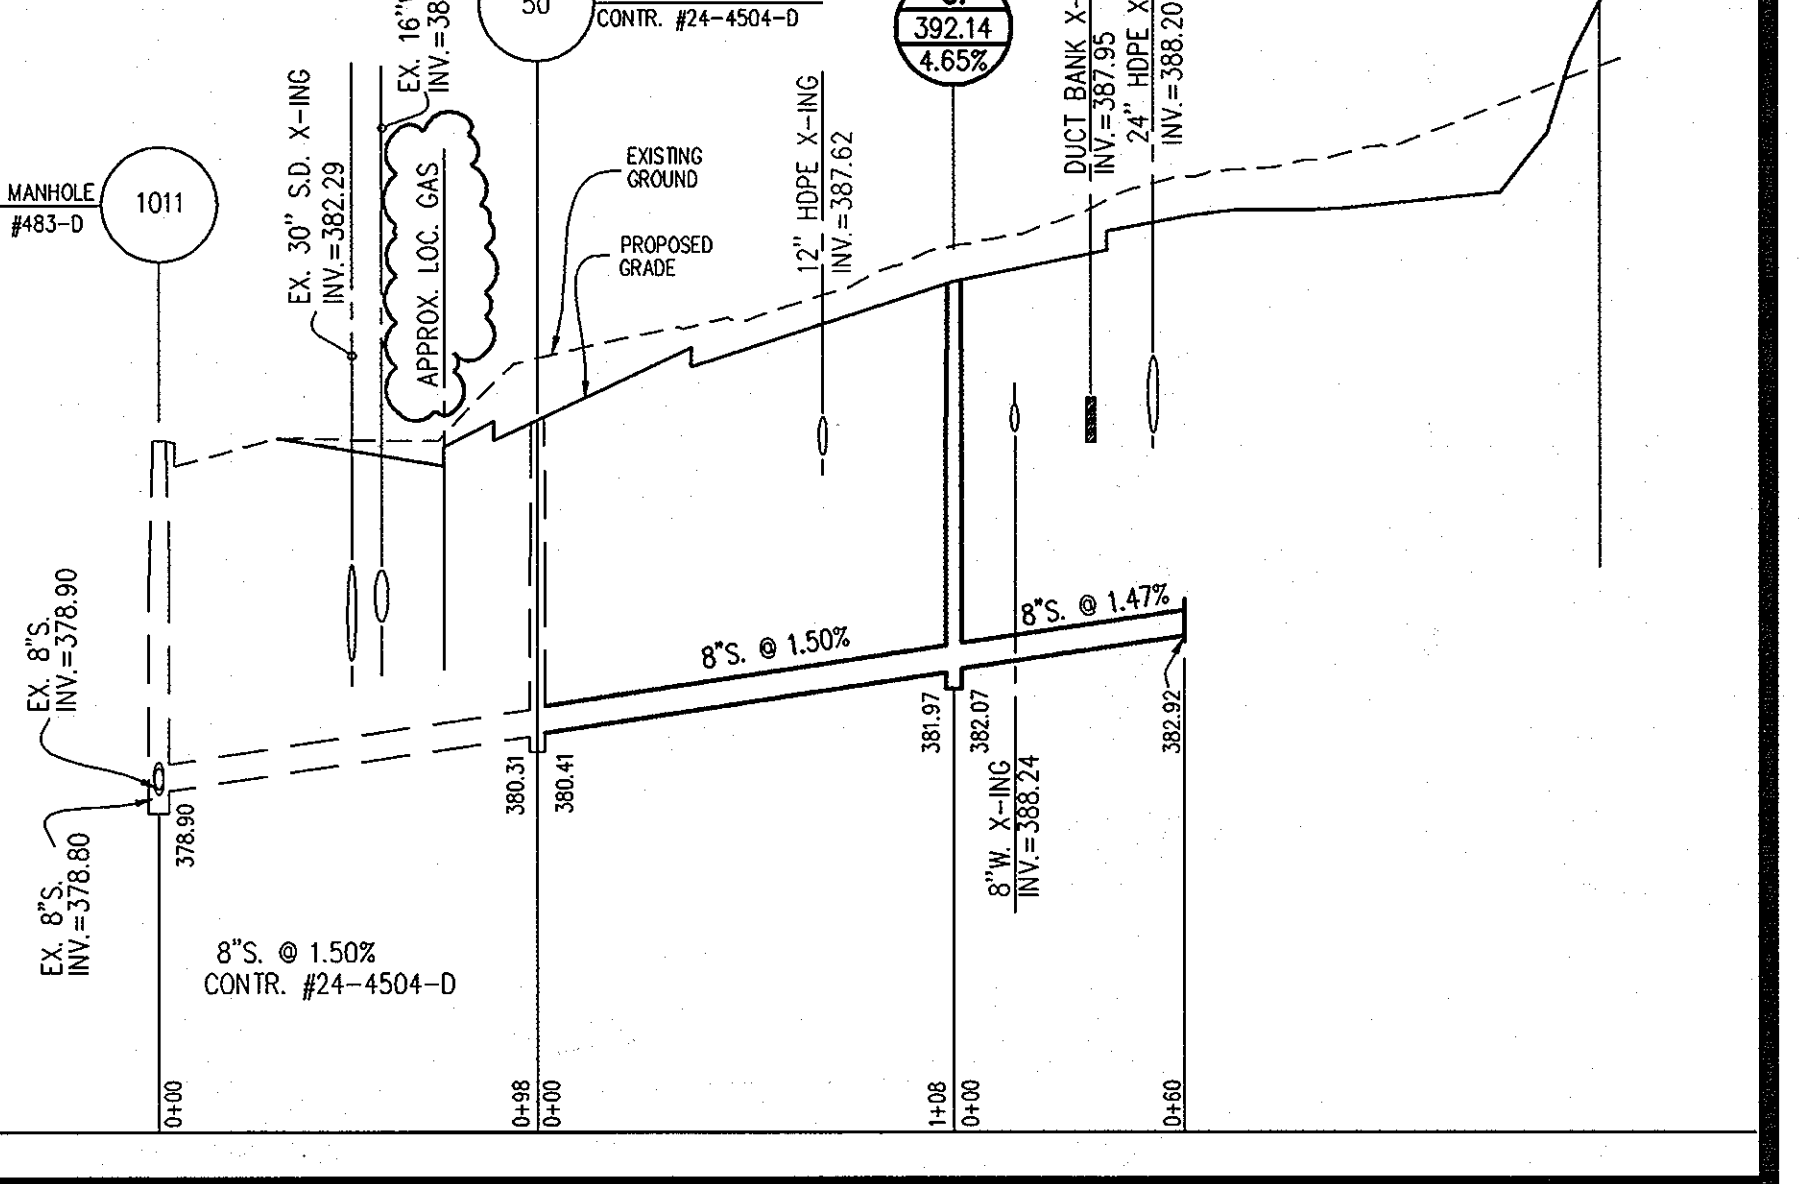 50
CONTR. #24-4504-D
392.14
4.65%
MANHOLE
#483-D
1011
EX. 30" S.D. X-ING
INV.=382.29
EX. 16"
INV.=38
APPROX. LOC. GAS
EXISTING
GROUND
PROPOSED
GRADE
12" HDPE X-ING
INV.=387.62
DUCT BANK X-
INV.=387.95
24" HDPE X
INV.=388.20
EX. 8"S.
INV.=378.90
EX. 8"S.
INV.=378.80
378.90
8"S. @ 1.50%
CONTR. #24-4504-D
380.31
380.41
8"S. @ 1.50%
381.97
382.07
8"S. @ 1.47%
382.92
8"W. X-ING
INV.=388.24
0+00
0+98
0+00
1+08
0+00
0+60